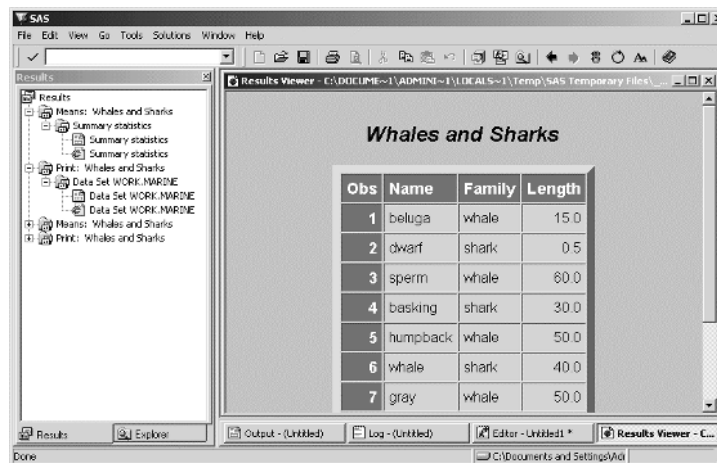 SAS
File Edit View Go Tools Solutions Window Help
Results
Results
Means: Whales and Sharks
Summary statistics
Summary statistics
Summary statistics
Print: Whales and Sharks
Data Set WORK.MARINE
Data Set WORK.MARINE
Data Set WORK.MARINE
Means: Whales and Sharks
Print: Whales and Sharks
Results Explorer
Results Viewer - C:\DOCUME~1\ADMINI~1\LOCALS~1\Temp\SAS Temporary Files\_...
Whales and Sharks
Obs Name Family Length
1 beluga whale 15.0
2 dwarf shark 0.5
3 sperm whale 60.0
4 basking shark 30.0
5 humpback whale 50.0
6 whale shark 40.0
7 gray whale 50.0
Output - (Untitled) Log - (Untitled) Editor - Untitled1 * Results Viewer - C...
Done C:\Documents and Settings\Adr